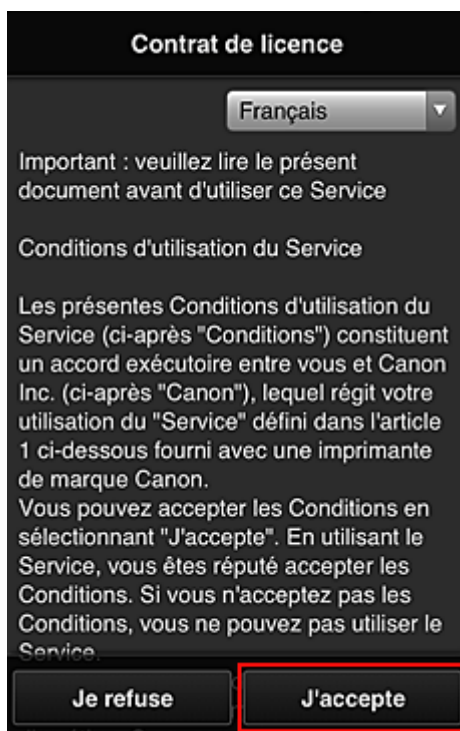 Contrat de licence
Français
Important : veuillez lire le présent
document avant d'utiliser ce Service
Conditions d'utilisation du Service
Les présentes Conditions d'utilisation du
Service (ci-après "Conditions") constituent
un accord exécutoire entre vous et Canon
Inc. (ci-après "Canon"), lequel régit votre
utilisation du "Service" défini dans l'article
1 ci-dessous fourni avec une imprimante
de marque Canon.
Vous pouvez accepter les Conditions en
sélectionnant "J'accepte". En utilisant le
Service, vous êtes réputé accepter les
Conditions. Si vous n'acceptez pas les
Conditions, vous ne pouvez pas utiliser le
Service.
Je refuse
J'accepte